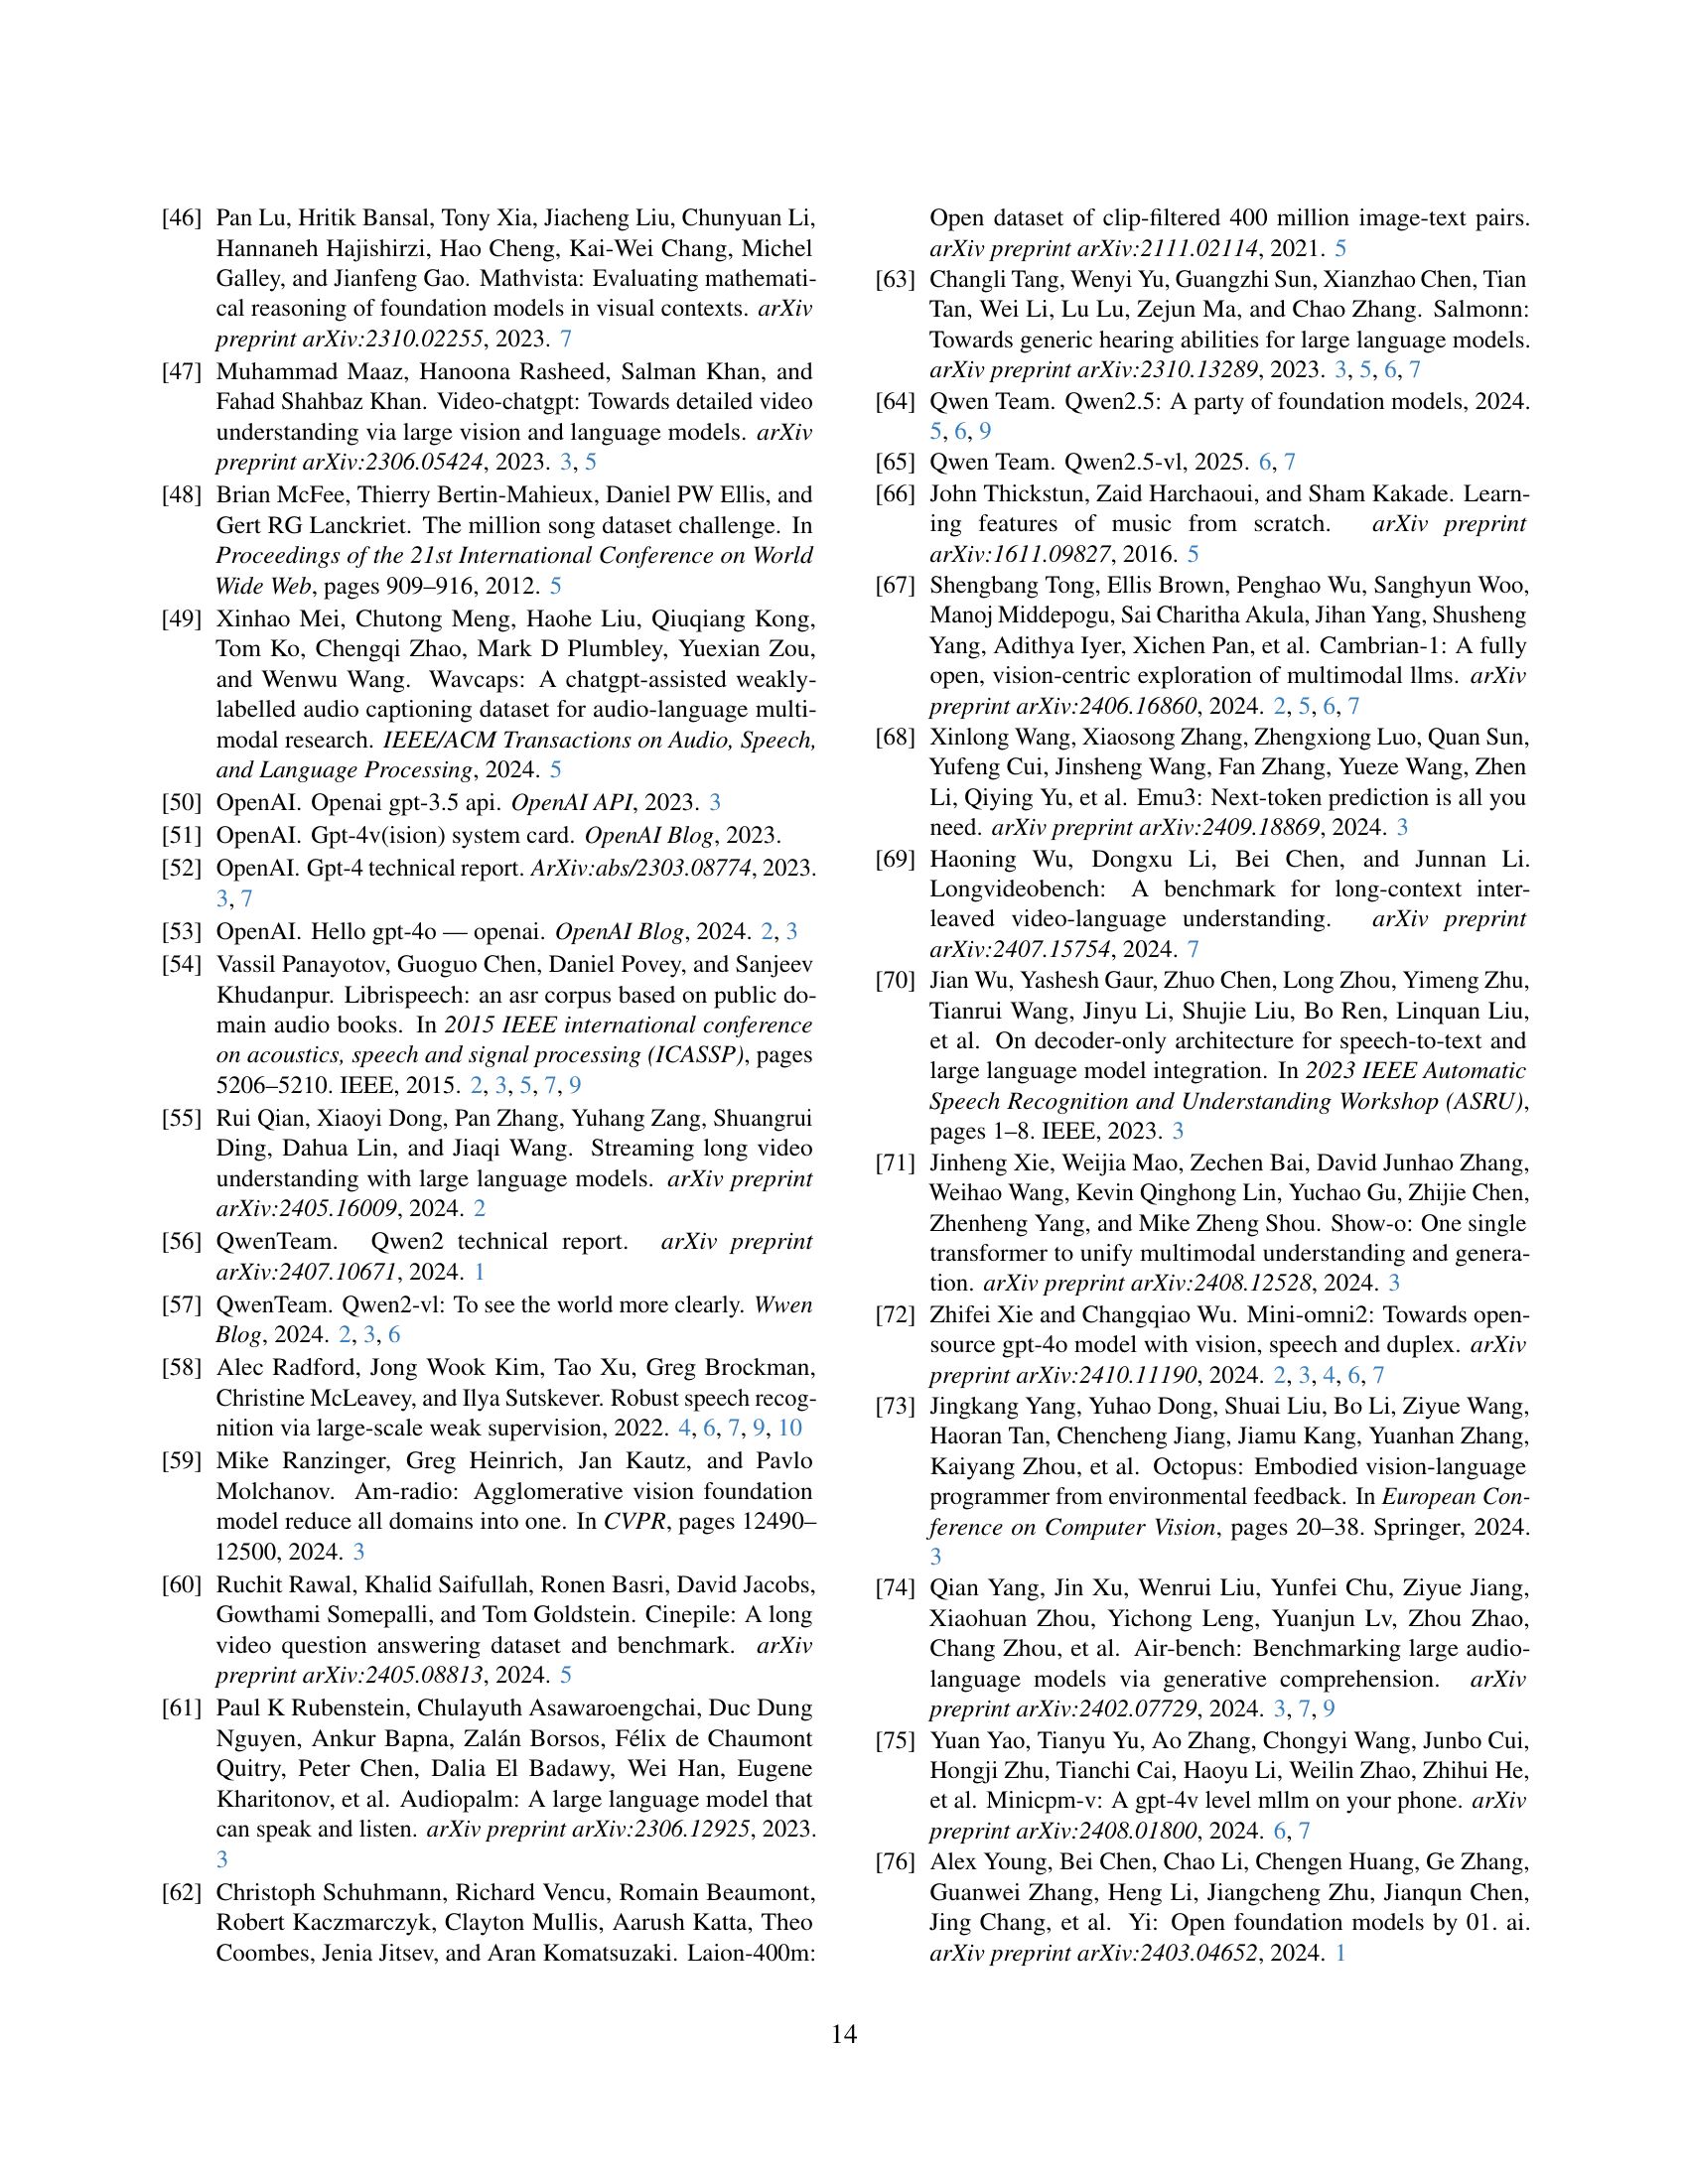 [46] Pan Lu, Hritik Bansal, Tony Xia, Jiacheng Liu, Chunyuan Li,
Hannaneh Hajishirzi, Hao Cheng, Kai-Wei Chang, Michel
Galley, and Jianfeng Gao. Mathvista: Evaluating mathemati-
cal reasoning of foundation models in visual contexts. arXiv
preprint arXiv:2310.02255, 2023. 7
[47] Muhammad Maaz, Hanoona Rasheed, Salman Khan, and
Fahad Shahbaz Khan. Video-chatgpt: Towards detailed video
understanding via large vision and language models. arXiv
preprint arXiv:2306.05424, 2023. 3, 5
[48] Brian McFee, Thierry Bertin-Mahieux, Daniel PW Ellis, and
Gert RG Lanckriet. The million song dataset challenge. In
Proceedings of the 21st International Conference on World
Wide Web, pages 909–916, 2012. 5
[49] Xinhao Mei, Chutong Meng, Haohe Liu, Qiuqiang Kong,
Tom Ko, Chengqi Zhao, Mark D Plumbley, Yuexian Zou,
and Wenwu Wang. Wavcaps: A chatgpt-assisted weakly-
labelled audio captioning dataset for audio-language multi-
modal research. IEEE/ACM Transactions on Audio, Speech,
and Language Processing, 2024. 5
[50] OpenAI. Openai gpt-3.5 api. OpenAI API, 2023. 3
[51] OpenAI. Gpt-4v(ision) system card. OpenAI Blog, 2023.
[52] OpenAI. Gpt-4 technical report. ArXiv:abs/2303.08774, 2023.
3, 7
[53] OpenAI. Hello gpt-4o — openai. OpenAI Blog, 2024. 2, 3
[54] Vassil Panayotov, Guoguo Chen, Daniel Povey, and Sanjeev
Khudanpur. Librispeech: an asr corpus based on public do-
main audio books. In 2015 IEEE international conference
on acoustics, speech and signal processing (ICASSP), pages
5206–5210. IEEE, 2015. 2, 3, 5, 7, 9
[55] Rui Qian, Xiaoyi Dong, Pan Zhang, Yuhang Zang, Shuangrui
Ding, Dahua Lin, and Jiaqi Wang. Streaming long video
understanding with large language models. arXiv preprint
arXiv:2405.16009, 2024. 2
[56] QwenTeam. Qwen2 technical report. arXiv preprint
arXiv:2407.10671, 2024. 1
[57] QwenTeam. Qwen2-vl: To see the world more clearly. Wwen
Blog, 2024. 2, 3, 6
[58] Alec Radford, Jong Wook Kim, Tao Xu, Greg Brockman,
Christine McLeavey, and Ilya Sutskever. Robust speech recog-
nition via large-scale weak supervision, 2022. 4, 6, 7, 9, 10
[59] Mike Ranzinger, Greg Heinrich, Jan Kautz, and Pavlo
Molchanov. Am-radio: Agglomerative vision foundation
model reduce all domains into one. In CVPR, pages 12490–
12500, 2024. 3
[60] Ruchit Rawal, Khalid Saifullah, Ronen Basri, David Jacobs,
Gowthami Somepalli, and Tom Goldstein. Cinepile: A long
video question answering dataset and benchmark. arXiv
preprint arXiv:2405.08813, 2024. 5
[61] Paul K Rubenstein, Chulayuth Asawaroengchai, Duc Dung
Nguyen, Ankur Bapna, Zalán Borsos, Félix de Chaumont
Quitry, Peter Chen, Dalia El Badawy, Wei Han, Eugene
Kharitonov, et al. Audiopalm: A large language model that
can speak and listen. arXiv preprint arXiv:2306.12925, 2023.
3
[62] Christoph Schuhmann, Richard Vencu, Romain Beaumont,
Robert Kaczmarczyk, Clayton Mullis, Aarush Katta, Theo
Coombes, Jenia Jitsev, and Aran Komatsuzaki. Laion-400m:
Open dataset of clip-filtered 400 million image-text pairs.
arXiv preprint arXiv:2111.02114, 2021. 5
[63] Changli Tang, Wenyi Yu, Guangzhi Sun, Xianzhao Chen, Tian
Tan, Wei Li, Lu Lu, Zejun Ma, and Chao Zhang. Salmonn:
Towards generic hearing abilities for large language models.
arXiv preprint arXiv:2310.13289, 2023. 3, 5, 6, 7
[64] Qwen Team. Qwen2.5: A party of foundation models, 2024.
5, 6, 9
[65] Qwen Team. Qwen2.5-vl, 2025. 6, 7
[66] John Thickstun, Zaid Harchaoui, and Sham Kakade. Learn-
ing features of music from scratch. arXiv preprint
arXiv:1611.09827, 2016. 5
[67] Shengbang Tong, Ellis Brown, Penghao Wu, Sanghyun Woo,
Manoj Middepogu, Sai Charitha Akula, Jihan Yang, Shusheng
Yang, Adithya Iyer, Xichen Pan, et al. Cambrian-1: A fully
open, vision-centric exploration of multimodal llms. arXiv
preprint arXiv:2406.16860, 2024. 2, 5, 6, 7
[68] Xinlong Wang, Xiaosong Zhang, Zhengxiong Luo, Quan Sun,
Yufeng Cui, Jinsheng Wang, Fan Zhang, Yueze Wang, Zhen
Li, Qiying Yu, et al. Emu3: Next-token prediction is all you
need. arXiv preprint arXiv:2409.18869, 2024. 3
[69] Haoning Wu, Dongxu Li, Bei Chen, and Junnan Li.
Longvideobench: A benchmark for long-context inter-
leaved video-language understanding. arXiv preprint
arXiv:2407.15754, 2024. 7
[70] Jian Wu, Yashesh Gaur, Zhuo Chen, Long Zhou, Yimeng Zhu,
Tianrui Wang, Jinyu Li, Shujie Liu, Bo Ren, Linquan Liu,
et al. On decoder-only architecture for speech-to-text and
large language model integration. In 2023 IEEE Automatic
Speech Recognition and Understanding Workshop (ASRU),
pages 1–8. IEEE, 2023. 3
[71] Jinheng Xie, Weijia Mao, Zechen Bai, David Junhao Zhang,
Weihao Wang, Kevin Qinghong Lin, Yuchao Gu, Zhijie Chen,
Zhenheng Yang, and Mike Zheng Shou. Show-o: One single
transformer to unify multimodal understanding and genera-
tion. arXiv preprint arXiv:2408.12528, 2024. 3
[72] Zhifei Xie and Changqiao Wu. Mini-omni2: Towards open-
source gpt-4o model with vision, speech and duplex. arXiv
preprint arXiv:2410.11190, 2024. 2, 3, 4, 6, 7
[73] Jingkang Yang, Yuhao Dong, Shuai Liu, Bo Li, Ziyue Wang,
Haoran Tan, Chencheng Jiang, Jiamu Kang, Yuanhan Zhang,
Kaiyang Zhou, et al. Octopus: Embodied vision-language
programmer from environmental feedback. In European Con-
ference on Computer Vision, pages 20–38. Springer, 2024.
3
[74] Qian Yang, Jin Xu, Wenrui Liu, Yunfei Chu, Ziyue Jiang,
Xiaohuan Zhou, Yichong Leng, Yuanjun Lv, Zhou Zhao,
Chang Zhou, et al. Air-bench: Benchmarking large audio-
language models via generative comprehension. arXiv
preprint arXiv:2402.07729, 2024. 3, 7, 9
[75] Yuan Yao, Tianyu Yu, Ao Zhang, Chongyi Wang, Junbo Cui,
Hongji Zhu, Tianchi Cai, Haoyu Li, Weilin Zhao, Zhihui He,
et al. Minicpm-v: A gpt-4v level mllm on your phone. arXiv
preprint arXiv:2408.01800, 2024. 6, 7
[76] Alex Young, Bei Chen, Chao Li, Chengen Huang, Ge Zhang,
Guanwei Zhang, Heng Li, Jiangcheng Zhu, Jianqun Chen,
Jing Chang, et al. Yi: Open foundation models by 01. ai.
arXiv preprint arXiv:2403.04652, 2024. 1
14